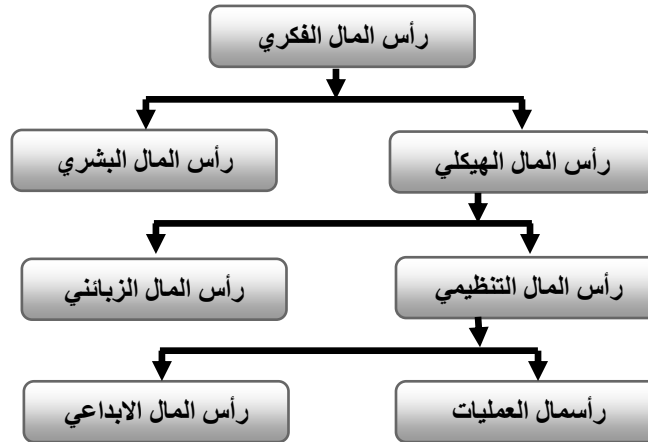 رأس المال الفكري
رأس المال الهيكلي
رأس المال البشري
رأس المال التنظيمي
رأس المال الزبائني
رأسمال العمليات
رأس المال الابداعي